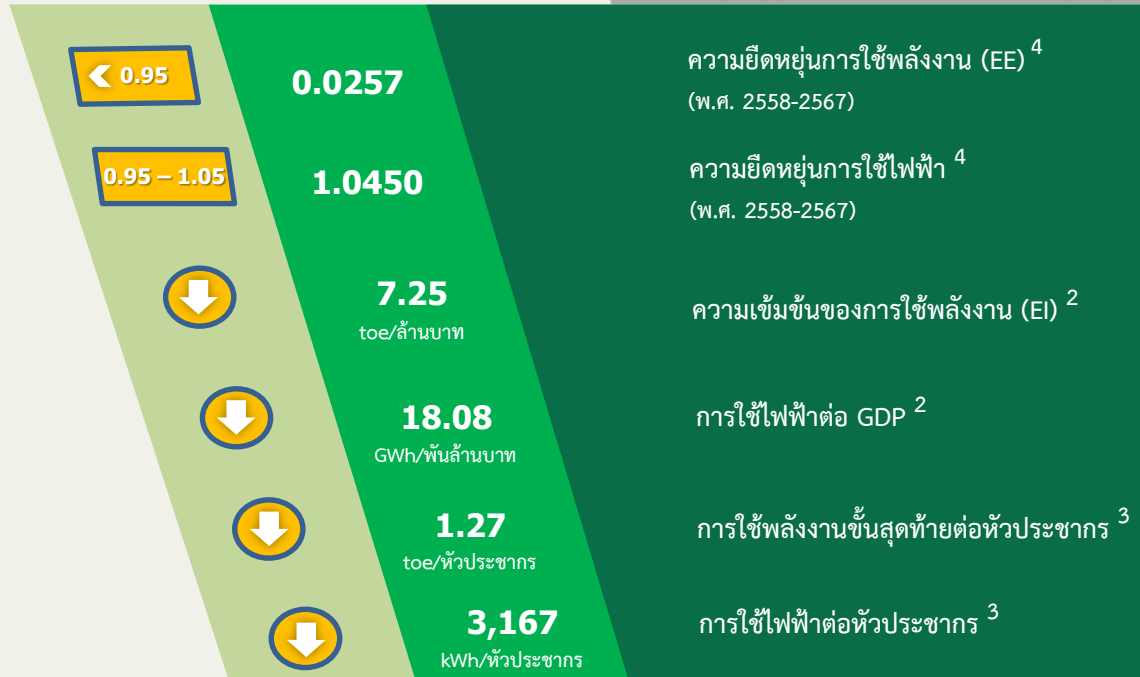 < 0.95
0.0257
ความยืดหยุ่นการใช้พลังงาน (EE) 4
(พ.ศ. 2558-2567)
0.95 – 1.05
1.0450
ความยืดหยุ่นการใช้ไฟฟ้า 4
(พ.ศ. 2558-2567)
7.25
toe/ล้านบาท
ความเข้มข้นของการใช้พลังงาน (EI) 2
18.08
GWh/พันล้านบาท
การใช้ไฟฟ้าต่อ GDP 2
1.27
toe/หัวประชากร
การใช้พลังงานขั้นสุดท้ายต่อหัวประชากร 3
3,167
kWh/หัวประชากร
การใช้ไฟฟ้าต่อหัวประชากร 3